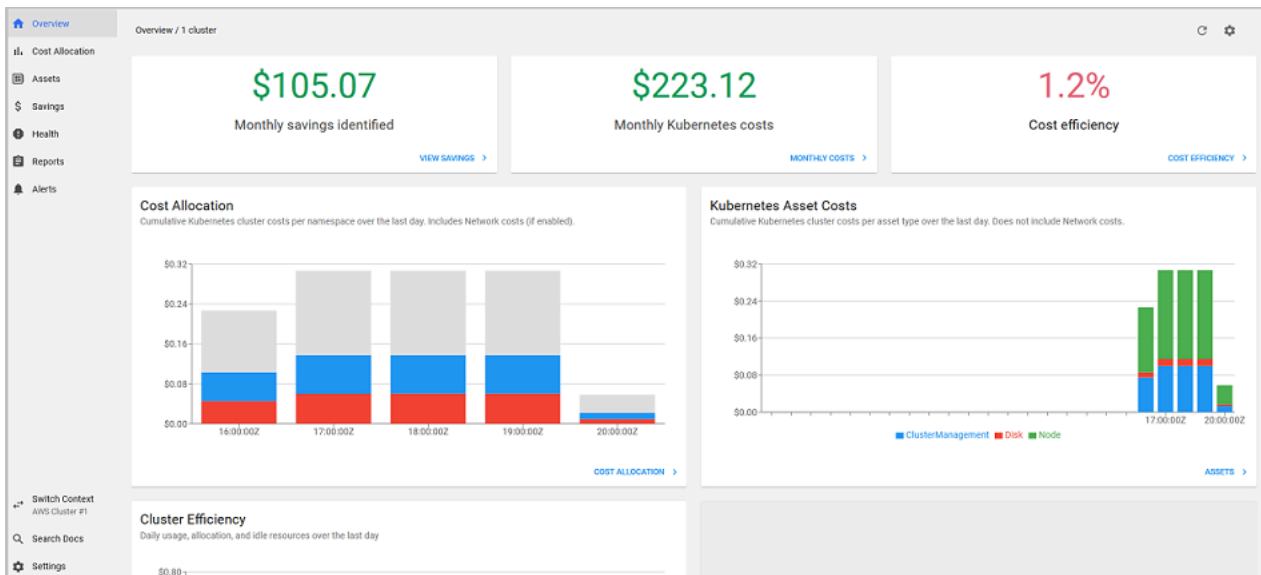 Overview
Cost Allocation
Assets
Savings
Health
Reports
Alerts
Switch Context
AWS Cluster #1
Search Docs
Settings
Overview / 1 cluster
$105.07
Monthly savings identified
VIEW SAVINGS
$223.12
Monthly Kubernetes costs
MONTHLY COSTS
1.2%
Cost efficiency
COST EFFICIENCY
Cost Allocation
Cumulative Kubernetes cluster costs per namespace over the last day. Includes Network costs (if enabled).
$0.32
$0.24
$0.16
$0.08
$0.00
16:00:00Z 17:00:00Z 18:00:00Z 19:00:00Z 20:00:00Z
COST ALLOCATION
Kubernetes Asset Costs
Cumulative Kubernetes cluster costs per asset type over the last day. Does not include Network costs.
$0.32
$0.24
$0.16
$0.08
$0.00
17:00:00Z 20:00:00Z
ClusterManagement Disk Node
ASSETS
Cluster Efficiency
Daily usage, allocation, and idle resources over the last day
$0.80